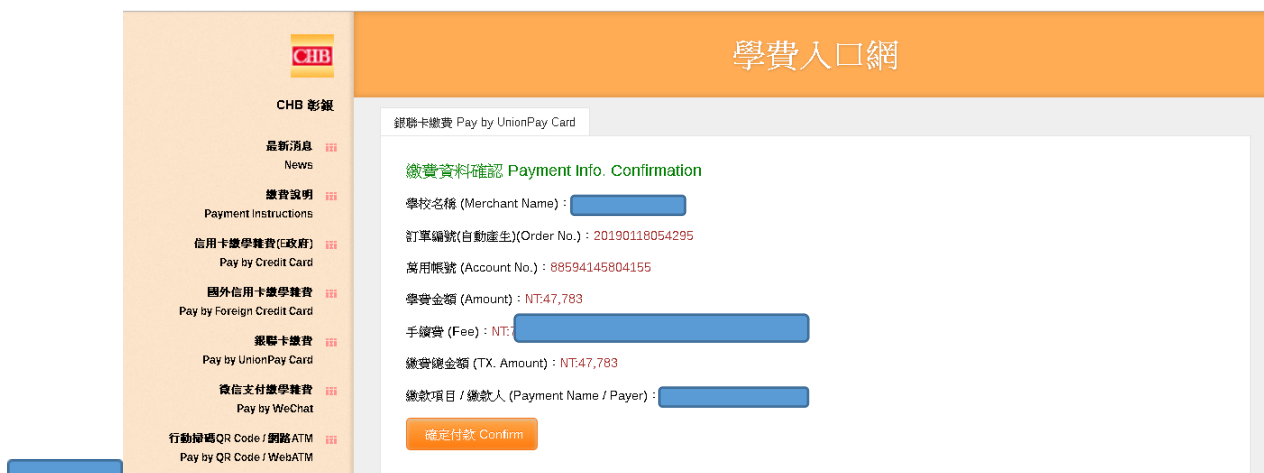 CHB
CHB 彰銀
最新消息
News
繳費說明
Payment Instructions
信用卡繳學雜費(E政府)
Pay by Credit Card
國外信用卡繳學雜費
Pay by Foreign Credit Card
銀聯卡繳費
Pay by UnionPay Card
微信支付繳學雜費
Pay by WeChat
行動掃碼QR Code / 網路ATM
Pay by QR Code / WebATM
學費入口網
銀聯卡繳費 Pay by UnionPay Card
繳費資料確認 Payment Info. Confirmation
學校名稱 (Merchant Name)：
訂單編號(自動產生)(Order No.)：20190118054295
萬用帳號 (Account No.)：88594145804155
學費金額 (Amount)：NT:47,783
手續費 (Fee)：NT:
繳費總金額 (TX. Amount)：NT:47,783
繳款項目 / 繳款人 (Payment Name / Payer)：
確定付款 Confirm